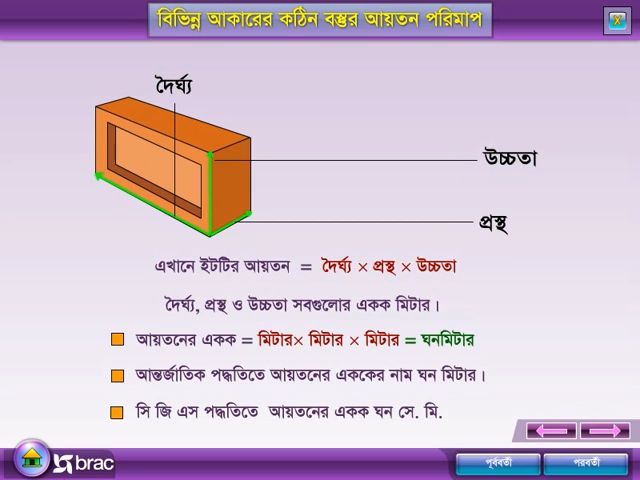 বিভিন্ন আকারের কঠিন বস্তুর আয়তন পরিমাপ
X
দৈর্ঘ্য
উচ্চতা
প্রস্থ
এখানে ইটটির আয়তন = দৈর্ঘ্য × প্রস্থ × উচ্চতা
দৈর্ঘ্য, প্রস্থ ও উচ্চতা সবগুলোর একক মিটার।
আয়তনের একক = মিটার× মিটার × মিটার = ঘনমিটার
আন্তর্জাতিক পদ্ধতিতে আয়তনের এককের নাম ঘন মিটার।
সি জি এস পদ্ধতিতে আয়তনের একক ঘন সে. মি.
brac
পূর্ববর্তী
পরবর্তী